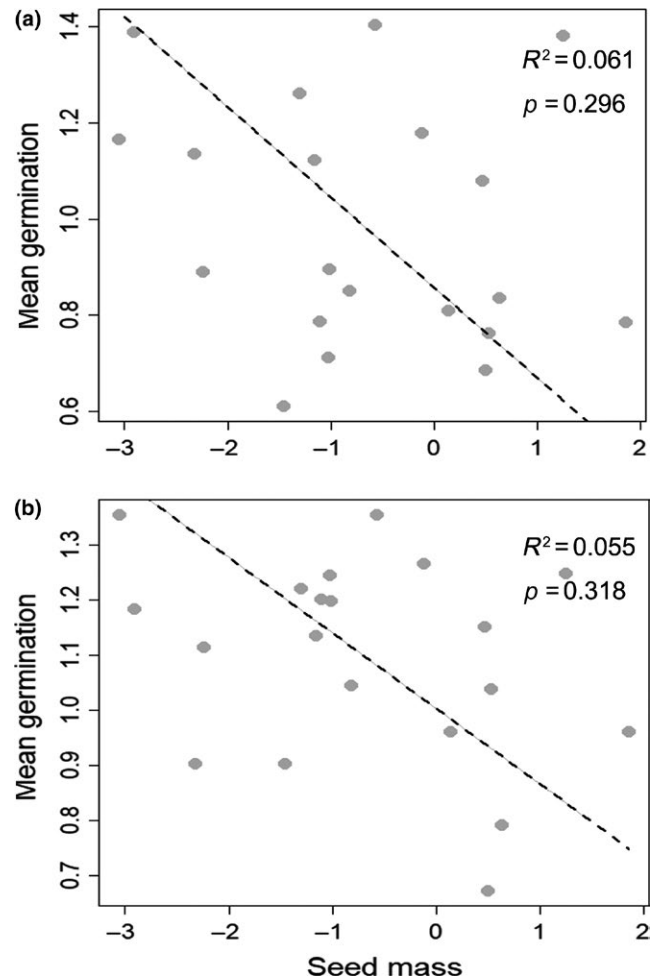 (a)
1.4
1.2
1.0
0.8
0.6
Mean germination
R² = 0.061
p = 0.296
–3 –2 –1 0 1 2
(b)
1.3
1.2
1.1
1.0
0.9
0.8
0.7
Mean germination
R² = 0.055
p = 0.318
–3 –2 –1 0 1 2
Seed mass